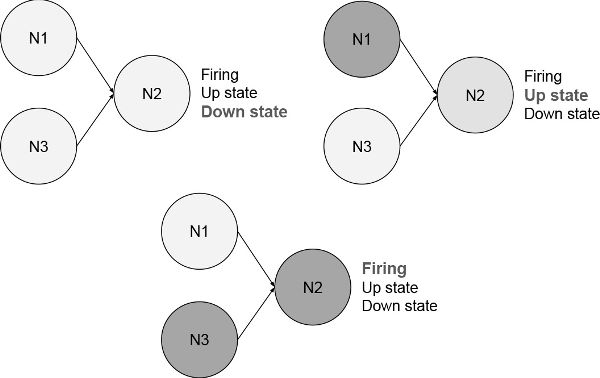 N1
N2
N3
Firing
Up state
Down state
N1
N2
N3
Firing
Up state
Down state
N1
N2
N3
Firing
Up state
Down state